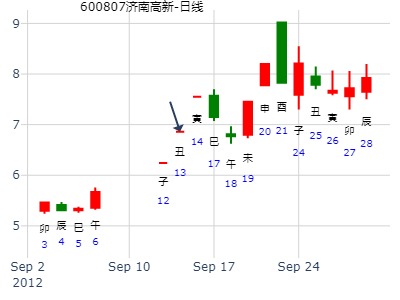 600807济南高新-日线
9
8
7
6
5
卯 3
辰 4
巳 5
午 6
子 12
丑 13
寅 14
巳 17
午 18
未 19
申 20
酉 21
子 24
丑 25
寅 26
卯 27
辰 28
Sep 2 Sep 10 Sep 17 Sep 24
2012